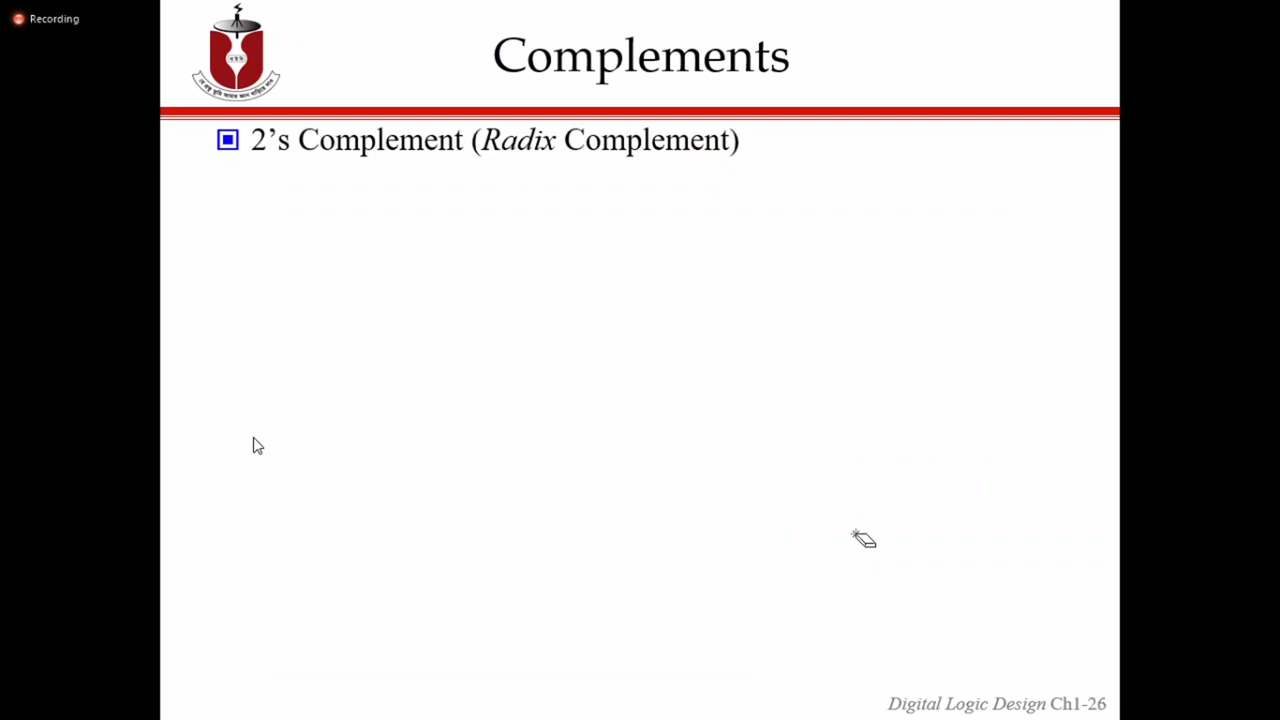 Recording
Complements
2’s Complement (Radix Complement)
Digital Logic Design Ch1-26